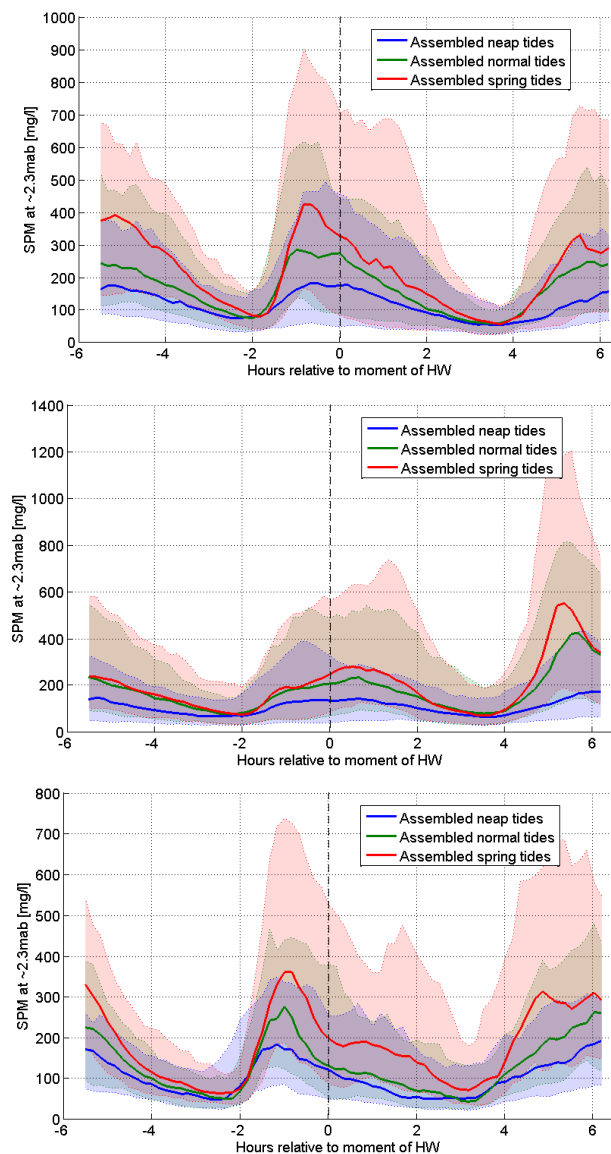 1000
900
800
700
600
500
400
300
200
100
0
SPM at ~2.3mab [mg/l]
Assembled neap tides
Assembled normal tides
Assembled spring tides
-6 -4 -2 0 2 4 6
Hours relative to moment of HW
1400
1200
1000
800
600
400
200
0
SPM at ~2.3mab [mg/l]
Assembled neap tides
Assembled normal tides
Assembled spring tides
-6 -4 -2 0 2 4 6
Hours relative to moment of HW
800
700
600
500
400
300
200
100
0
SPM at ~2.3mab [mg/l]
Assembled neap tides
Assembled normal tides
Assembled spring tides
-6 -4 -2 0 2 4 6
Hours relative to moment of HW